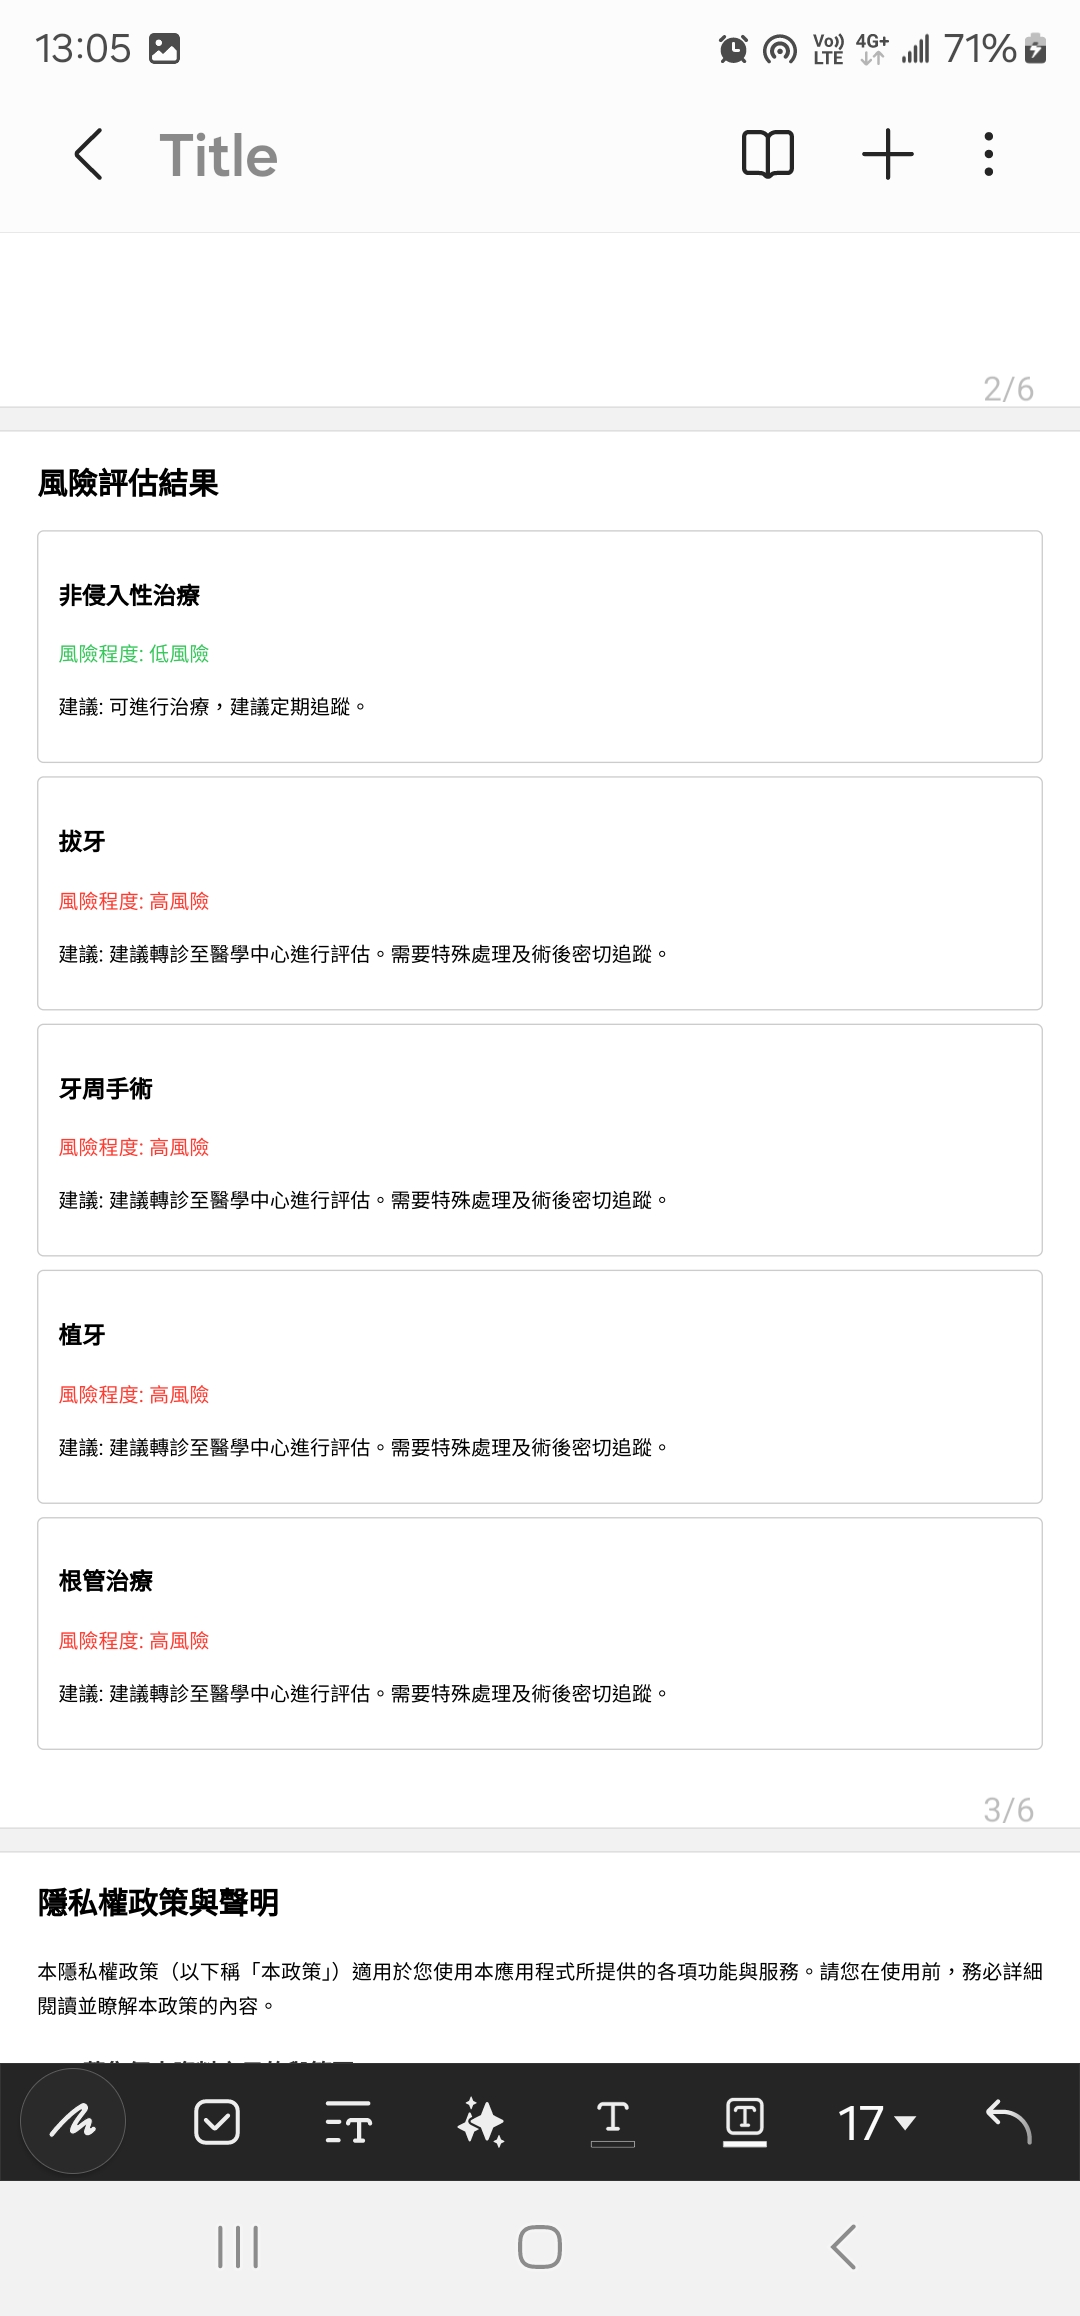 13:05
Vo)) LTE 4G+ 71%
Title
2/6
風險評估結果
非侵入性治療
風險程度: 低風險
建議: 可進行治療，建議定期追蹤。
拔牙
風險程度: 高風險
建議: 建議轉診至醫學中心進行評估。需要特殊處理及術後密切追蹤。
牙周手術
風險程度: 高風險
建議: 建議轉診至醫學中心進行評估。需要特殊處理及術後密切追蹤。
植牙
風險程度: 高風險
建議: 建議轉診至醫學中心進行評估。需要特殊處理及術後密切追蹤。
根管治療
風險程度: 高風險
建議: 建議轉診至醫學中心進行評估。需要特殊處理及術後密切追蹤。
3/6
隱私權政策與聲明
本隱私權政策（以下稱「本政策」）適用於您使用本應用程式所提供的各項功能與服務。請您在使用前，務必詳細
閱讀並瞭解本政策的內容。
17